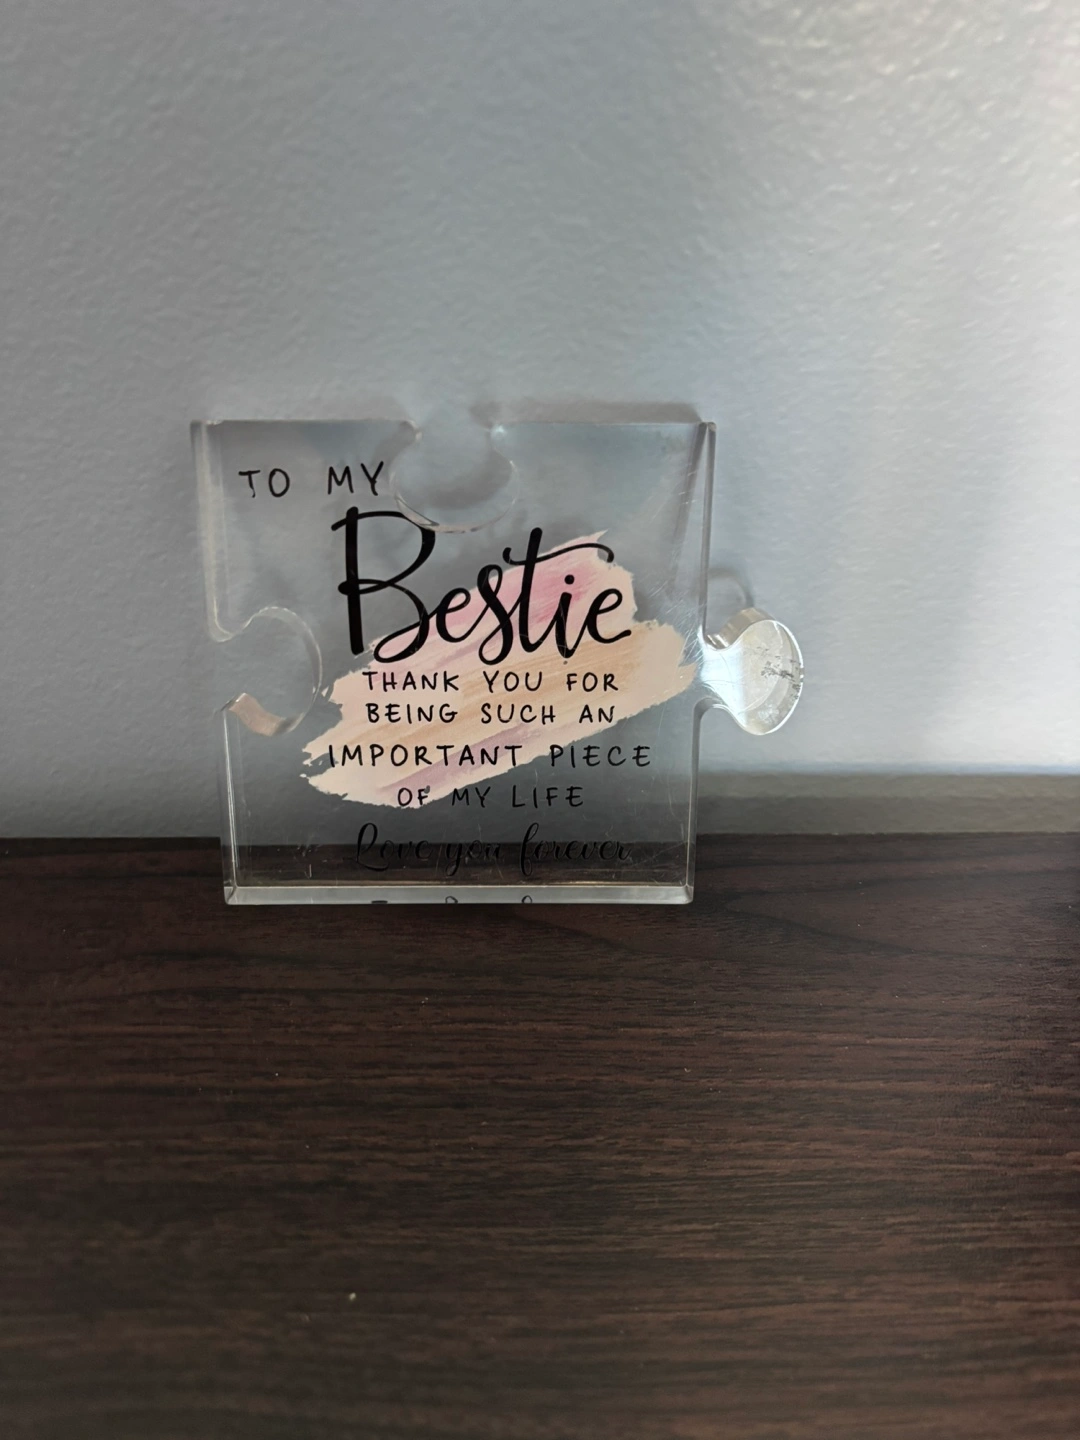 TO MY
Bestie
THANK YOU FOR
BEING SUCH AN
IMPORTANT PIECE
OF MY LIFE
Love you forever